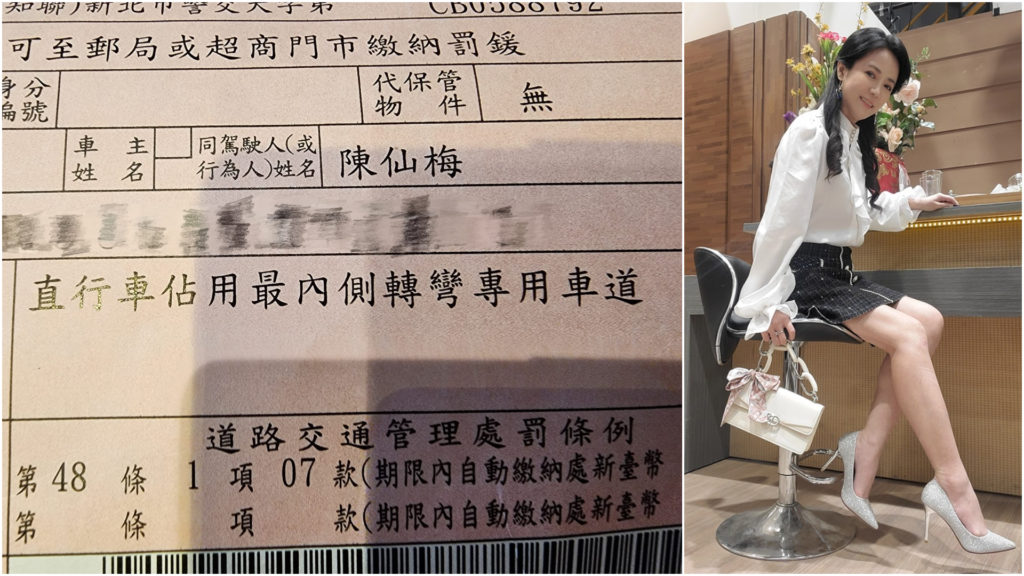 知聯)新北市警交大字第 CB0588792
可至郵局或超商門市繳納罰鍰
身分編號
代保管物件
無
車主姓名
同駕駛人(或行為人)姓名
陳仙梅
直行車佔用最內側轉彎專用車道
道路交通管理處罰條例
第48條 1項 07款(期限內自動繳納處新臺幣
第 條 項 款(期限內自動繳納處新臺幣